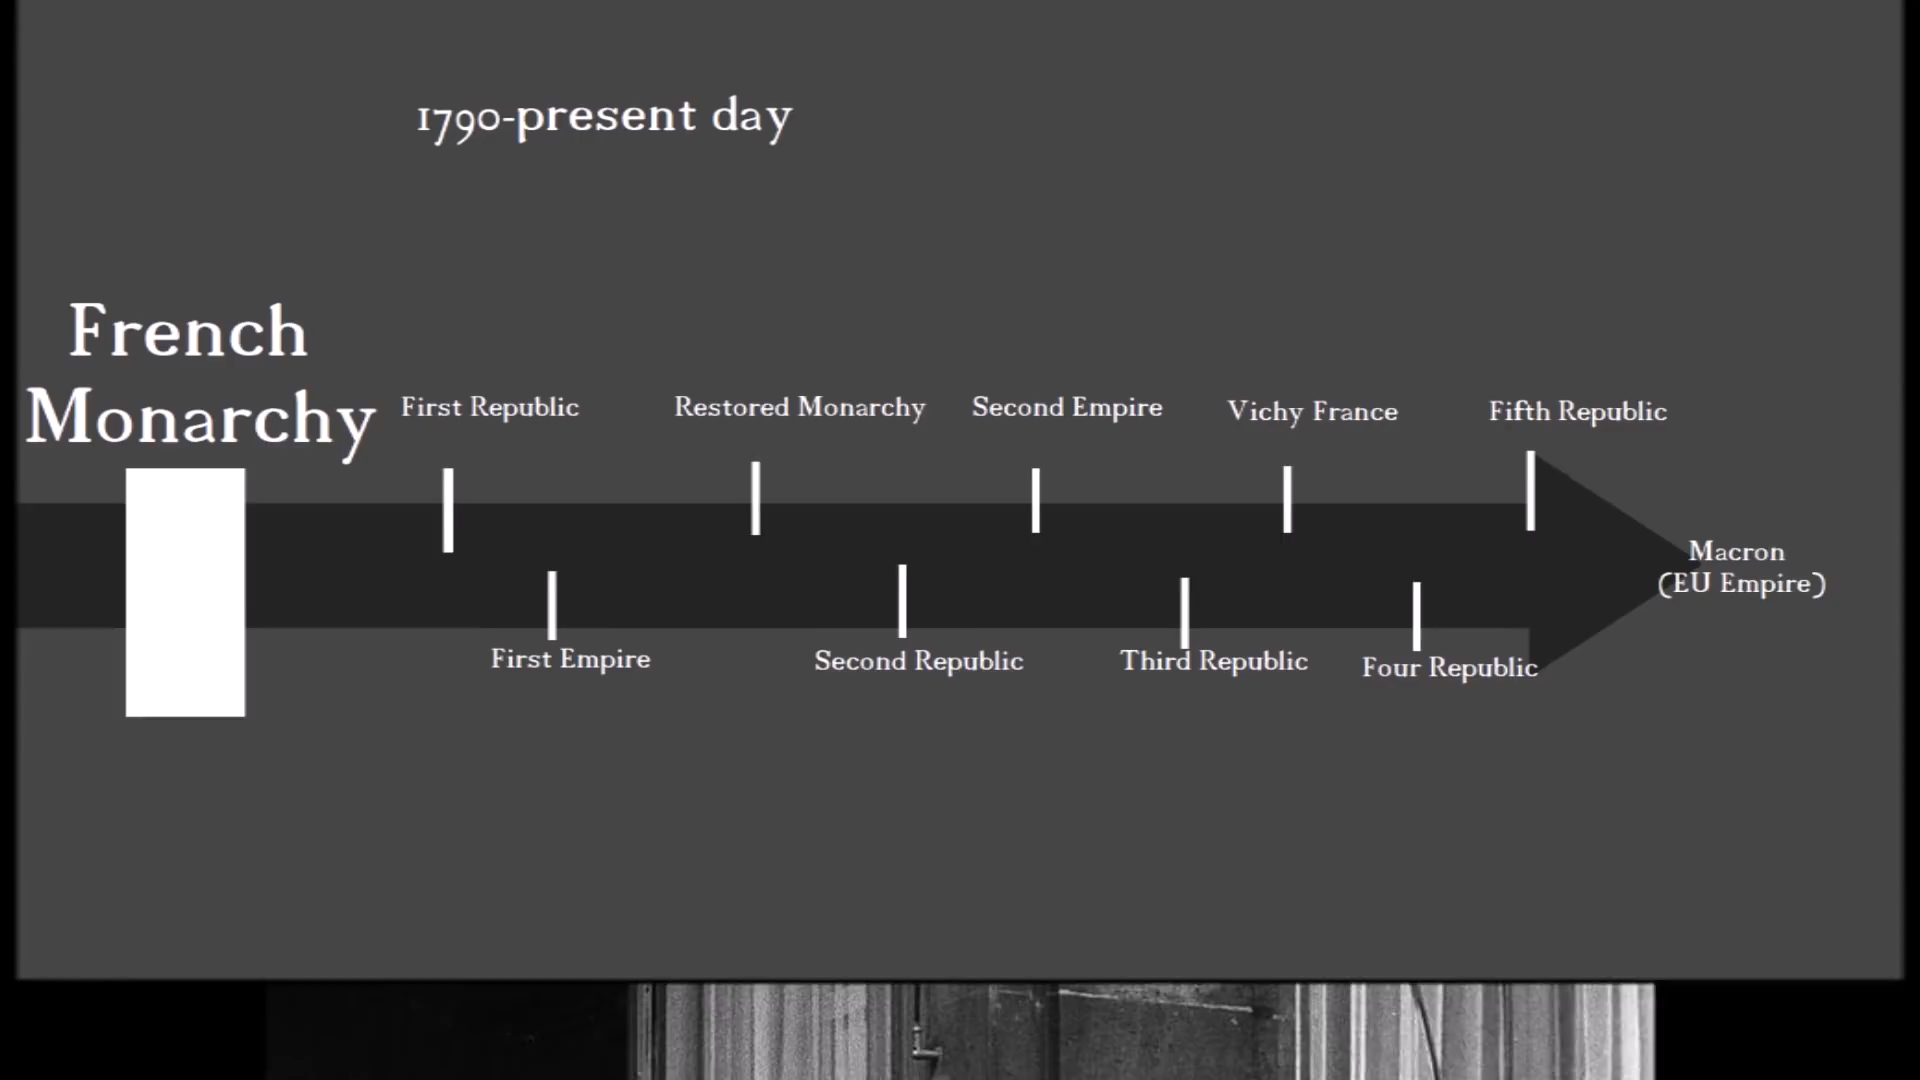 1790-present day
French
Monarchy
First Republic
Restored Monarchy
Second Empire
Vichy France
Fifth Republic
Macron
(EU Empire)
First Empire
Second Republic
Third Republic
Four Republic